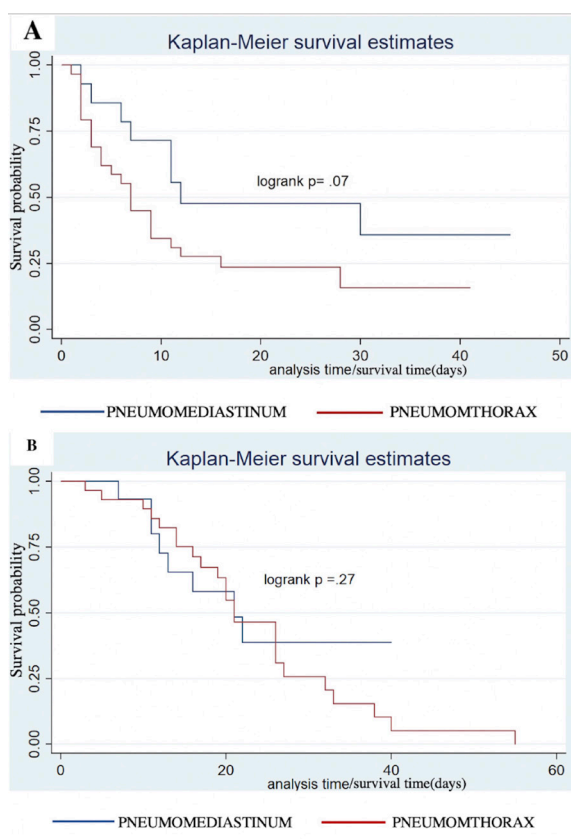 A
Kaplan-Meier survival estimates
1.00
0.75
0.50
0.25
0.00
Survival probability
logrank p= .07
0 10 20 30 40 50
analysis time/survival time(days)
PNEUMOMEDIASTINUM PNEUMOMTHORAX
B
Kaplan-Meier survival estimates
1.00
0.75
0.50
0.25
0.00
Survival probability
logrank p =.27
0 20 40 60
analysis time/survival time(days)
PNEUMOMEDIASTINUM PNEUMOMTHORAX